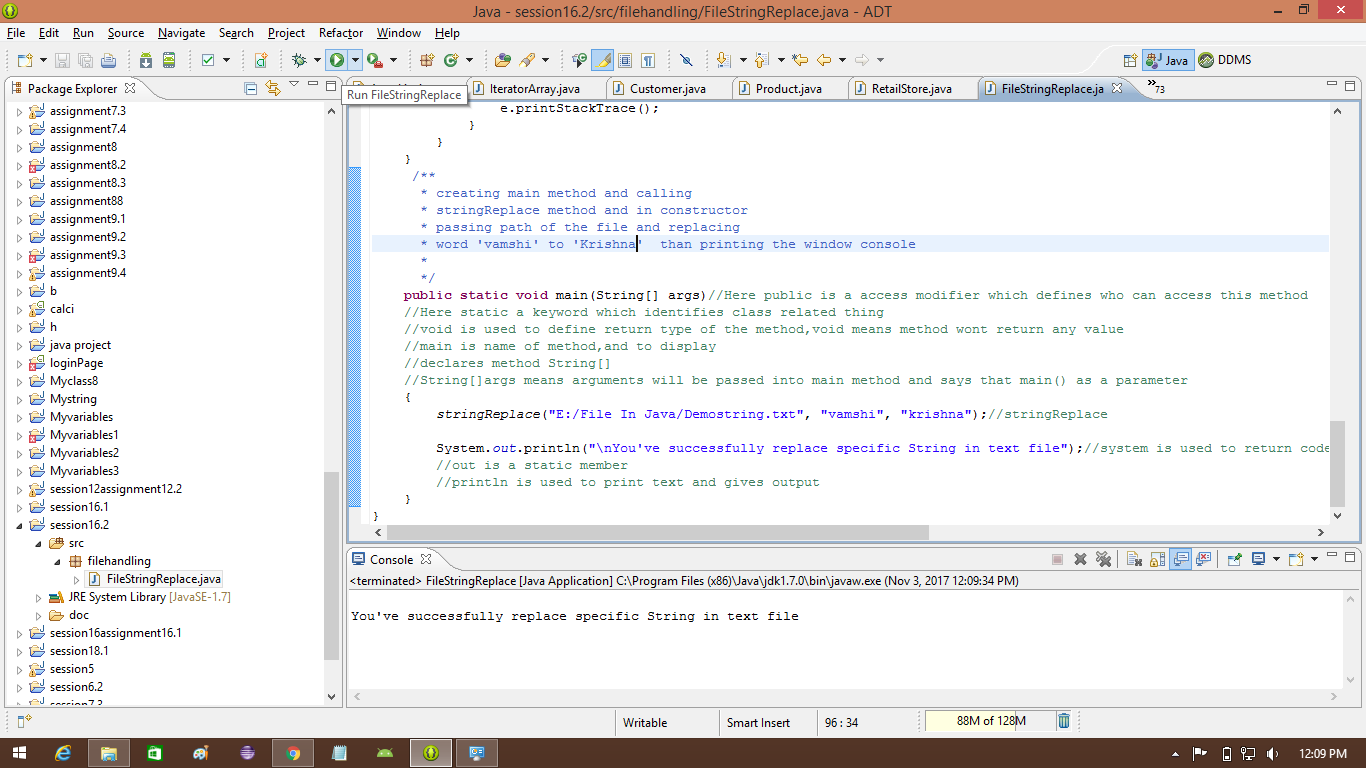 Java - session16.2/src/filehandling/FileStringReplace.java - ADT
File Edit Run Source Navigate Search Project Refactor Window Help
Java DDMS
Package Explorer
Run FileStringReplace
IteratorArray.java
Customer.java
Product.java
RetailStore.java
FileStringReplace.ja
»73
assignment7.3
assignment7.4
assignment8
assignment8.2
assignment8.3
assignment88
assignment9.1
assignment9.2
assignment9.3
assignment9.4
b
calci
h
java project
loginPage
Myclass8
Mystring
Myvariables
Myvariables1
Myvariables2
Myvariables3
session12assignment12.2
session16.1
session16.2
src
filehandling
FileStringReplace.java
JRE System Library [JavaSE-1.7]
doc
session16assignment16.1
session18.1
session5
session6.2
session7.3
e.printStackTrace();
}
}
}
/**
* creating main method and calling
* stringReplace method and in constructor
* passing path of the file and replacing
* word 'vamshi' to 'Krishna'  than printing the window console
*
*/
public static void main(String[] args)//Here public is a access modifier which defines who can access this method
//Here static a keyword which identifies class related thing
//void is used to define return type of the method,void means method wont return any value
//main is name of method,and to display
//declares method String[]
//String[]args means arguments will be passed into main method and says that main() as a parameter
{
stringReplace("E:/File In Java/Demostring.txt", "vamshi", "krishna");//stringReplace
System.out.println("\nYou've successfully replace specific String in text file");//system is used to return code
//out is a static member
//println is used to print text and gives output
}
}
Console
<terminated> FileStringReplace [Java Application] C:\Program Files (x86)\Java\jdk1.7.0\bin\javaw.exe (Nov 3, 2017 12:09:34 PM)
You've successfully replace specific String in text file
Writable
Smart Insert
96 : 34
88M of 128M
12:09 PM